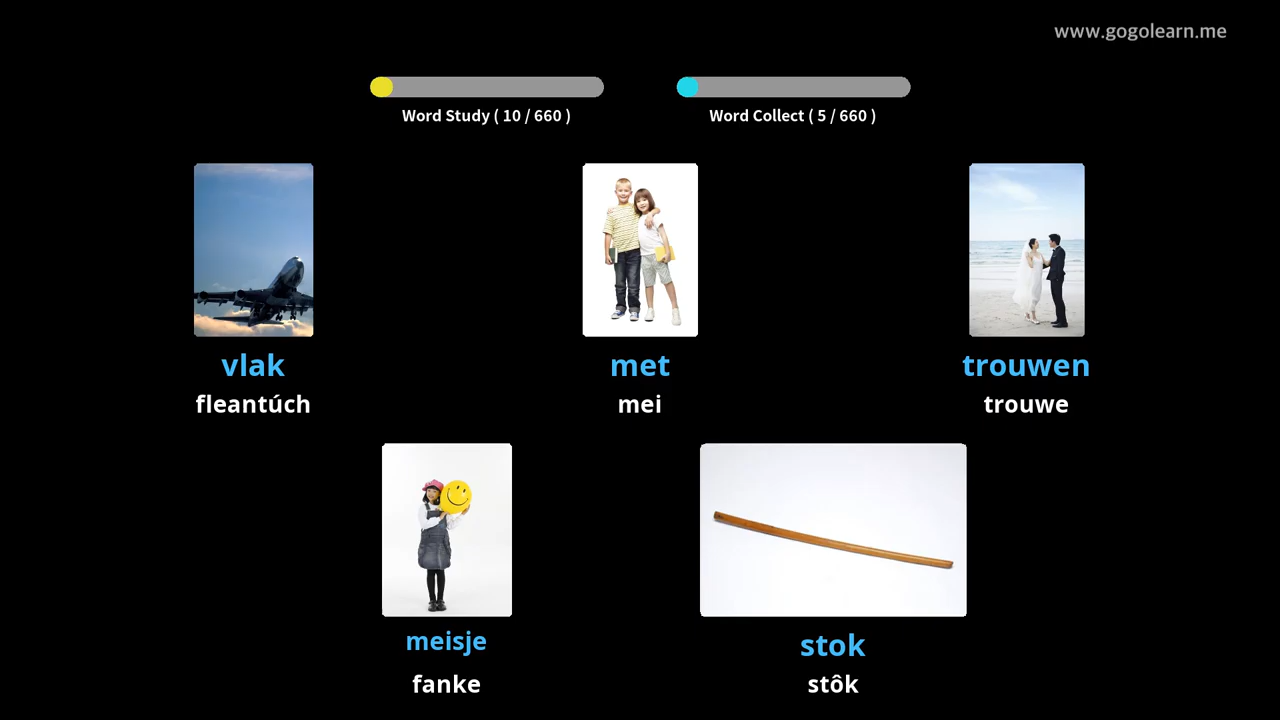 www.gogolearn.me
Word Study ( 10 / 660 )
Word Collect ( 5 / 660 )
vlak
fleantúch
met
mei
trouwen
trouwe
meisje
fanke
stok
stôk